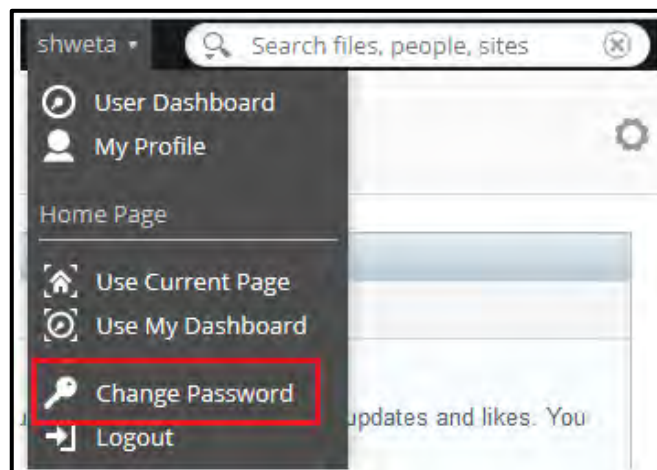 shweta
Search files, people, sites
User Dashboard
My Profile
Home Page
Use Current Page
Use My Dashboard
Change Password
updates and likes. You
Logout